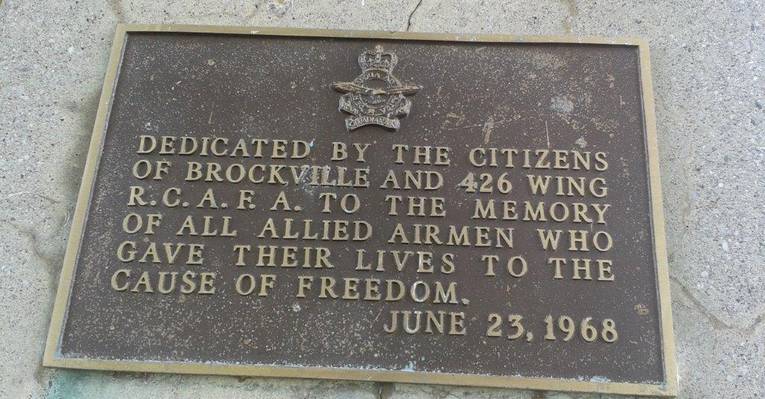 DEDICATED BY THE CITIZENS
OF BROCKVILLE AND 426 WING
R.C.A.F.A. TO THE MEMORY
OF ALL ALLIED AIRMEN WHO
GAVE THEIR LIVES TO THE
CAUSE OF FREEDOM.
JUNE 23, 1968